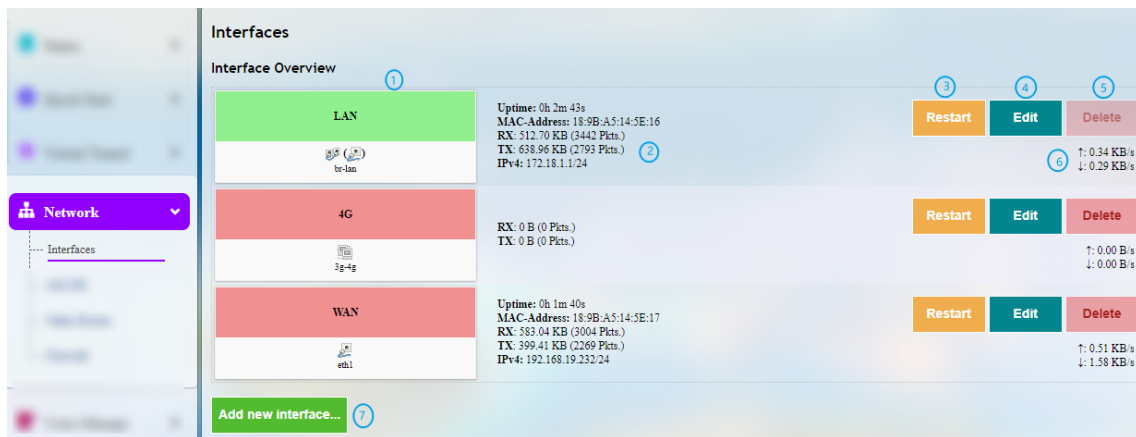 Interfaces
Interface Overview
1
LAN
br-lan
Uptime: 0h 2m 43s
MAC-Address: 18:9B:A5:14:5E:16
RX: 512.70 KB (3442 Pkts.)
TX: 638.96 KB (2793 Pkts.)
IPv4: 172.18.1.1/24
2
3
4
5
Restart
Edit
Delete
6
↑: 0.34 KB/s
↓: 0.29 KB/s
Network
Interfaces
4G
3g-4g
RX: 0 B (0 Pkts.)
TX: 0 B (0 Pkts.)
Restart
Edit
Delete
↑: 0.00 B/s
↓: 0.00 B/s
WAN
eth1
Uptime: 0h 1m 40s
MAC-Address: 18:9B:A5:14:5E:17
RX: 583.04 KB (3004 Pkts.)
TX: 399.41 KB (2269 Pkts.)
IPv4: 192.168.19.232/24
Restart
Edit
Delete
↑: 0.51 KB/s
↓: 1.58 KB/s
Add new interface...
7